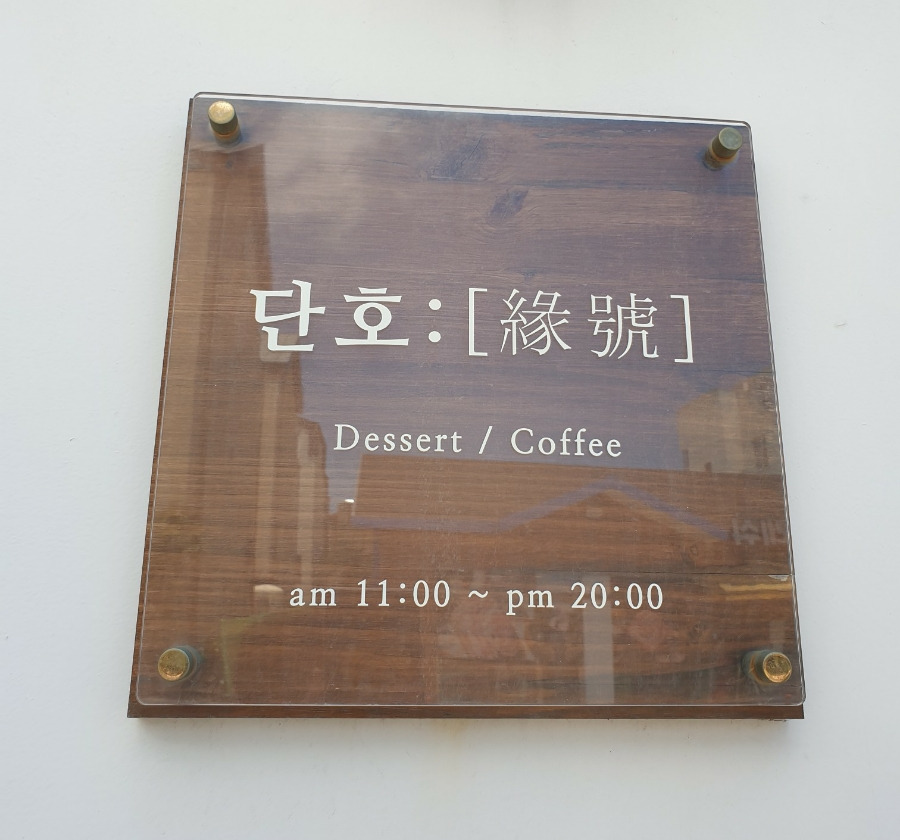 단호:[緣號]
Dessert / Coffee
am 11:00 ~ pm 20:00